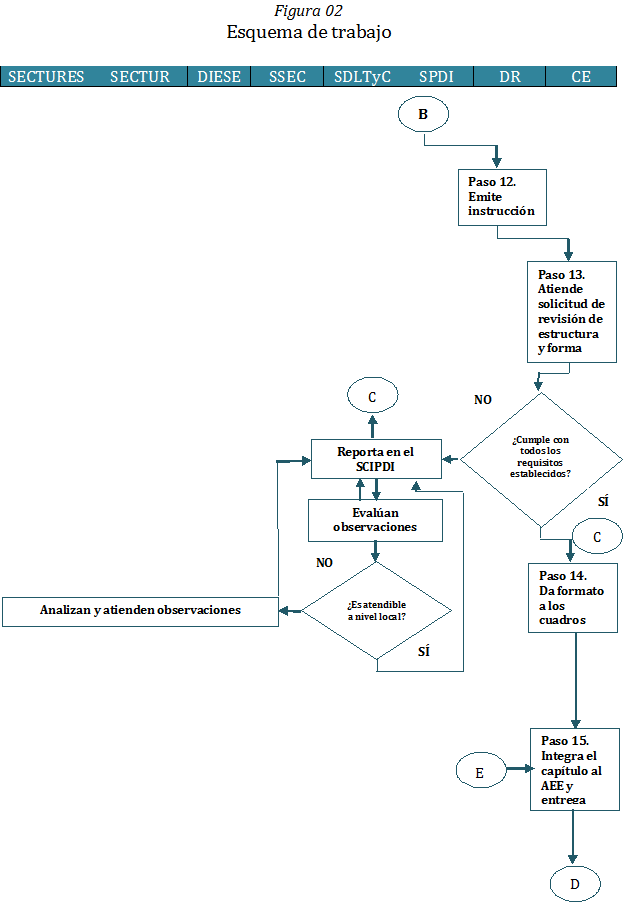 Figura 02
Esquema de trabajo
SECTURES SECTUR DIESE SSEC SDLTyC SPDI DR CE
B
Paso 12.
Emite
instrucción
Paso 13.
Atiende
solicitud de
revisión de
estructura
y forma
C
NO
¿Cumple con
todos los
requisitos
establecidos?
Reporta en el
SCIPDI
SÍ
Evalúan
observaciones
C
NO
Paso 14.
Da formato
a los
cuadros
¿Es atendible
a nivel local?
Analizan y atienden observaciones
SÍ
Paso 15.
Integra el
capítulo al
AEE y
entrega
E
D